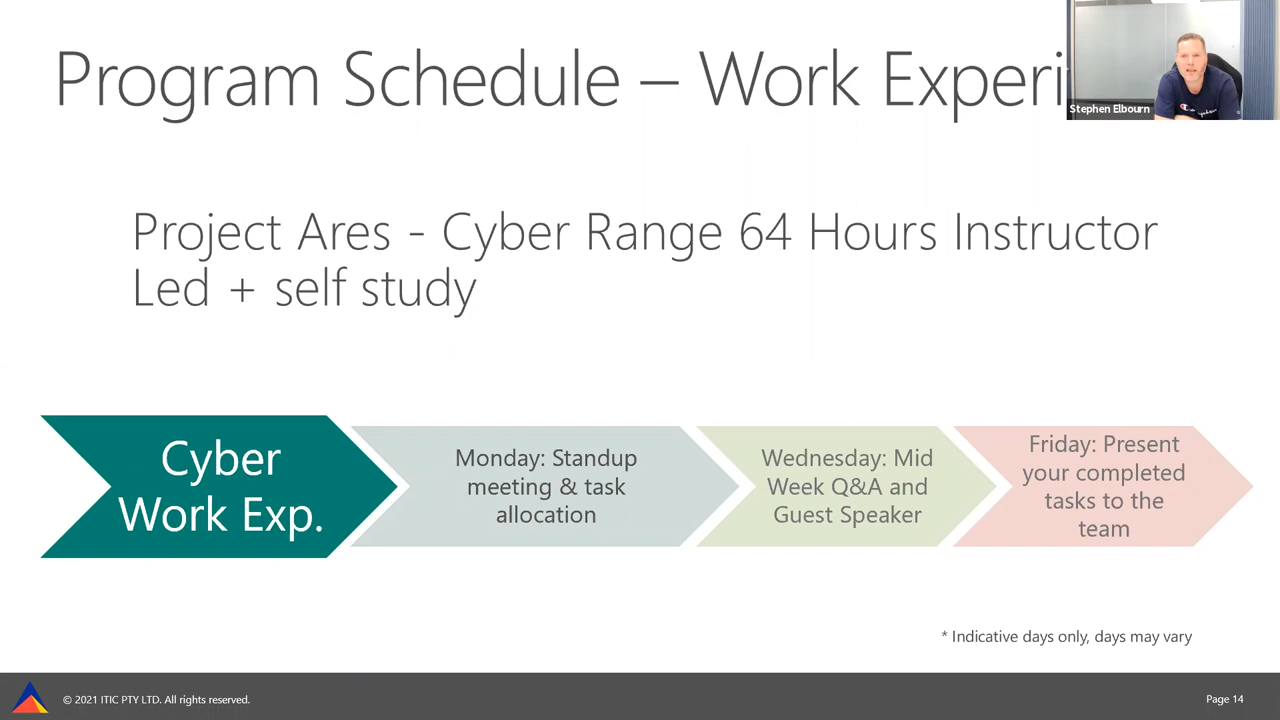 Program Schedule – Work Experi
Stephen Elbourn
Project Ares - Cyber Range 64 Hours Instructor
Led + self study
Cyber
Work Exp.
Monday: Standup
meeting & task
allocation
Wednesday: Mid
Week Q&A and
Guest Speaker
Friday: Present
your completed
tasks to the
team
* Indicative days only, days may vary
© 2021 ITIC PTY LTD. All rights reserved.
Page 14